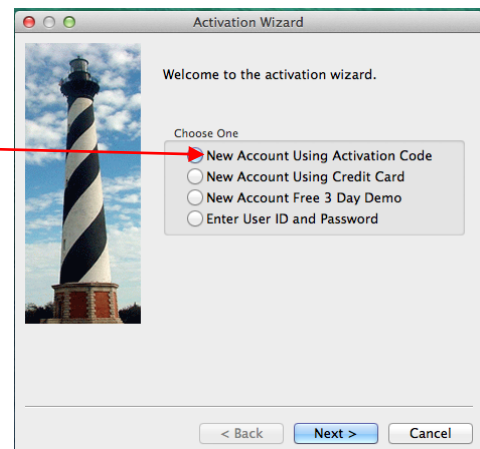 Activation Wizard
Welcome to the activation wizard.
Choose One
New Account Using Activation Code
New Account Using Credit Card
New Account Free 3 Day Demo
Enter User ID and Password
< Back Next > Cancel